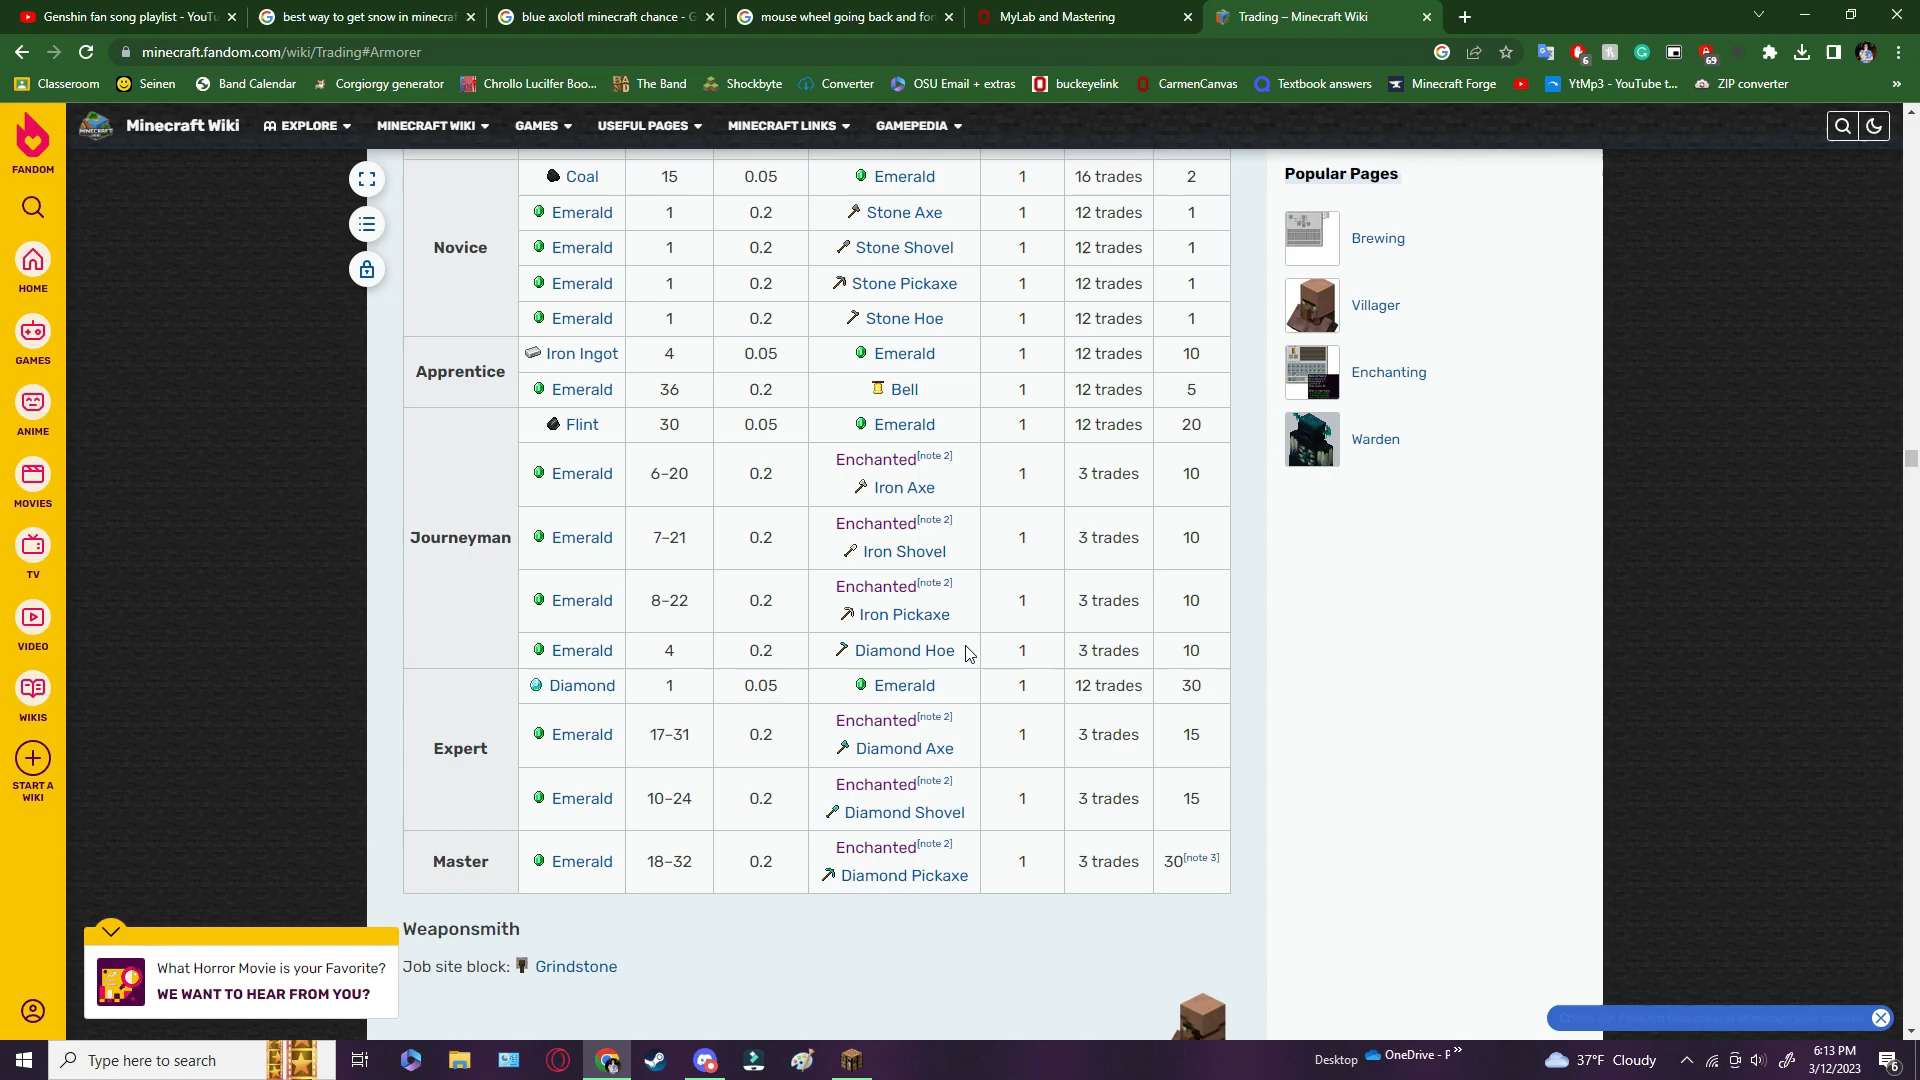 Genshin fan song playlist - YouTu
best way to get snow in minecraf
blue axolotl minecraft chance - G
mouse wheel going back and for
MyLab and Mastering
Trading – Minecraft Wiki
minecraft.fandom.com/wiki/Trading#Armorer
6
69
Classeroom
Seinen
Band Calendar
Corgiorgy generator
Chrollo Lucilfer Boo...
The Band
Shockbyte
Converter
OSU Email + extras
buckeyelink
CarmenCanvas
Textbook answers
Minecraft Forge
YtMp3 - YouTube t...
ZIP converter
»
FANDOM
HOME
GAMES
ANIME
MOVIES
TV
VIDEO
WIKIS
START A
WIKI
Minecraft Wiki
EXPLORE
MINECRAFT WIKI
GAMES
USEFUL PAGES
MINECRAFT LINKS
GAMEPEDIA
Novice
Coal 15 0.05 Emerald 1 16 trades 2
Emerald 1 0.2 Stone Axe 1 12 trades 1
Emerald 1 0.2 Stone Shovel 1 12 trades 1
Emerald 1 0.2 Stone Pickaxe 1 12 trades 1
Emerald 1 0.2 Stone Hoe 1 12 trades 1
Apprentice
Iron Ingot 4 0.05 Emerald 1 12 trades 10
Emerald 36 0.2 Bell 1 12 trades 5
Journeyman
Flint 30 0.05 Emerald 1 12 trades 20
Emerald 6–20 0.2 Enchanted[note 2]
Iron Axe 1 3 trades 10
Emerald 7–21 0.2 Enchanted[note 2]
Iron Shovel 1 3 trades 10
Emerald 8–22 0.2 Enchanted[note 2]
Iron Pickaxe 1 3 trades 10
Emerald 4 0.2 Diamond Hoe 1 3 trades 10
Expert
Diamond 1 0.05 Emerald 1 12 trades 30
Emerald 17–31 0.2 Enchanted[note 2]
Diamond Axe 1 3 trades 15
Emerald 10–24 0.2 Enchanted[note 2]
Diamond Shovel 1 3 trades 15
Master
Emerald 18–32 0.2 Enchanted[note 2]
Diamond Pickaxe 1 3 trades 30[note 3]
Weaponsmith
Job site block: Grindstone
Popular Pages
Brewing
Villager
Enchanting
Warden
What Horror Movie is your Favorite?
WE WANT TO HEAR FROM YOU?
Type here to search
Desktop
OneDrive - P
»
37°F Cloudy
6:13 PM
3/12/2023
6